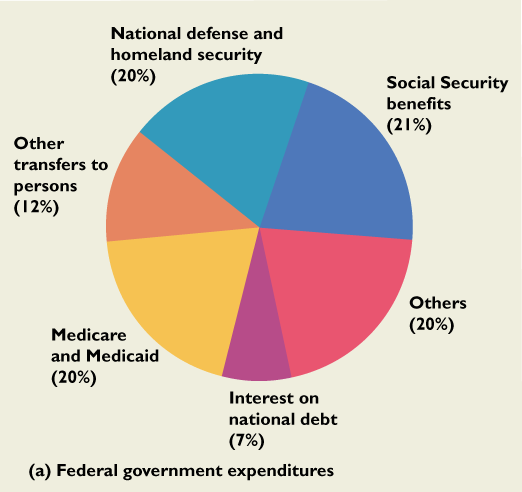 National defense and
homeland security
(20%)
Social Security
benefits
(21%)
Other
transfers to
persons
(12%)
Others
(20%)
Medicare
and Medicaid
(20%)
Interest on
national debt
(7%)
(a) Federal government expenditures